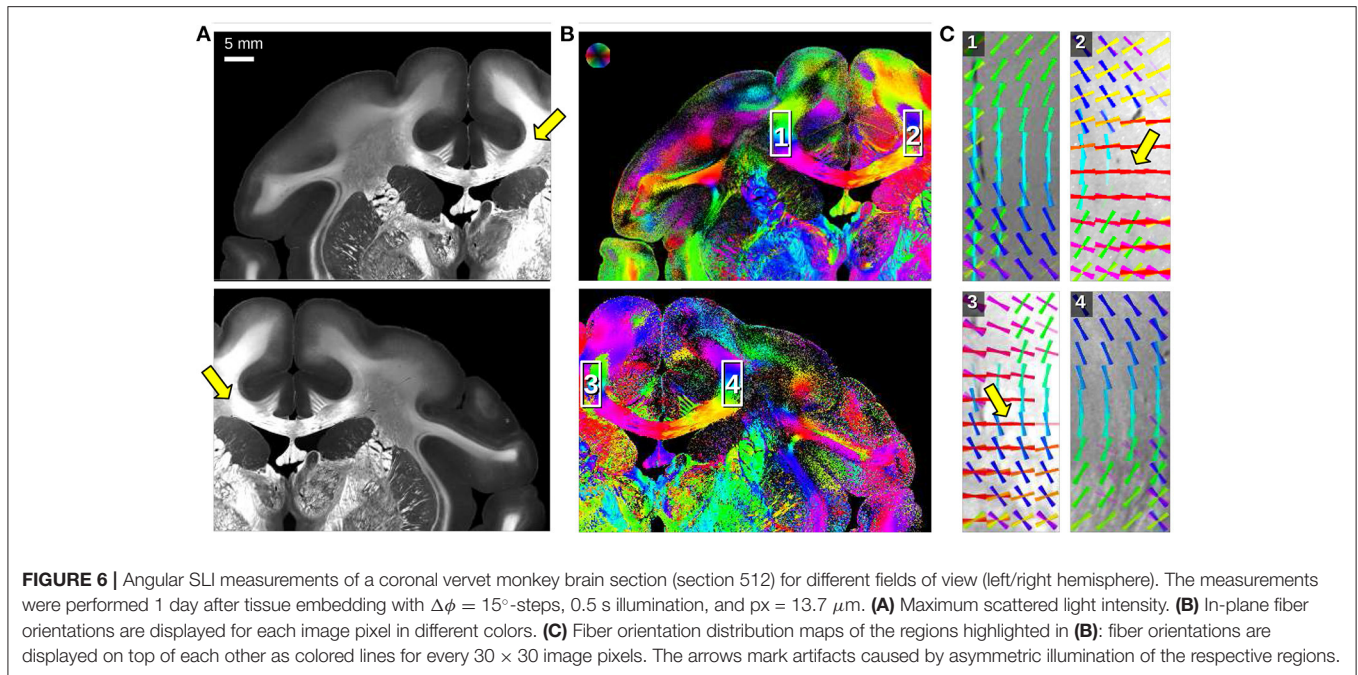 A
5 mm
B
1
2
C
1
2
3
4
3
4
FIGURE 6 | Angular SLI measurements of a coronal vervet monkey brain section (section 512) for different fields of view (left/right hemisphere). The measurements
were performed 1 day after tissue embedding with Δϕ = 15°-steps, 0.5 s illumination, and px = 13.7 μm. (A) Maximum scattered light intensity. (B) In-plane fiber
orientations are displayed for each image pixel in different colors. (C) Fiber orientation distribution maps of the regions highlighted in (B): fiber orientations are
displayed on top of each other as colored lines for every 30 × 30 image pixels. The arrows mark artifacts caused by asymmetric illumination of the respective regions.